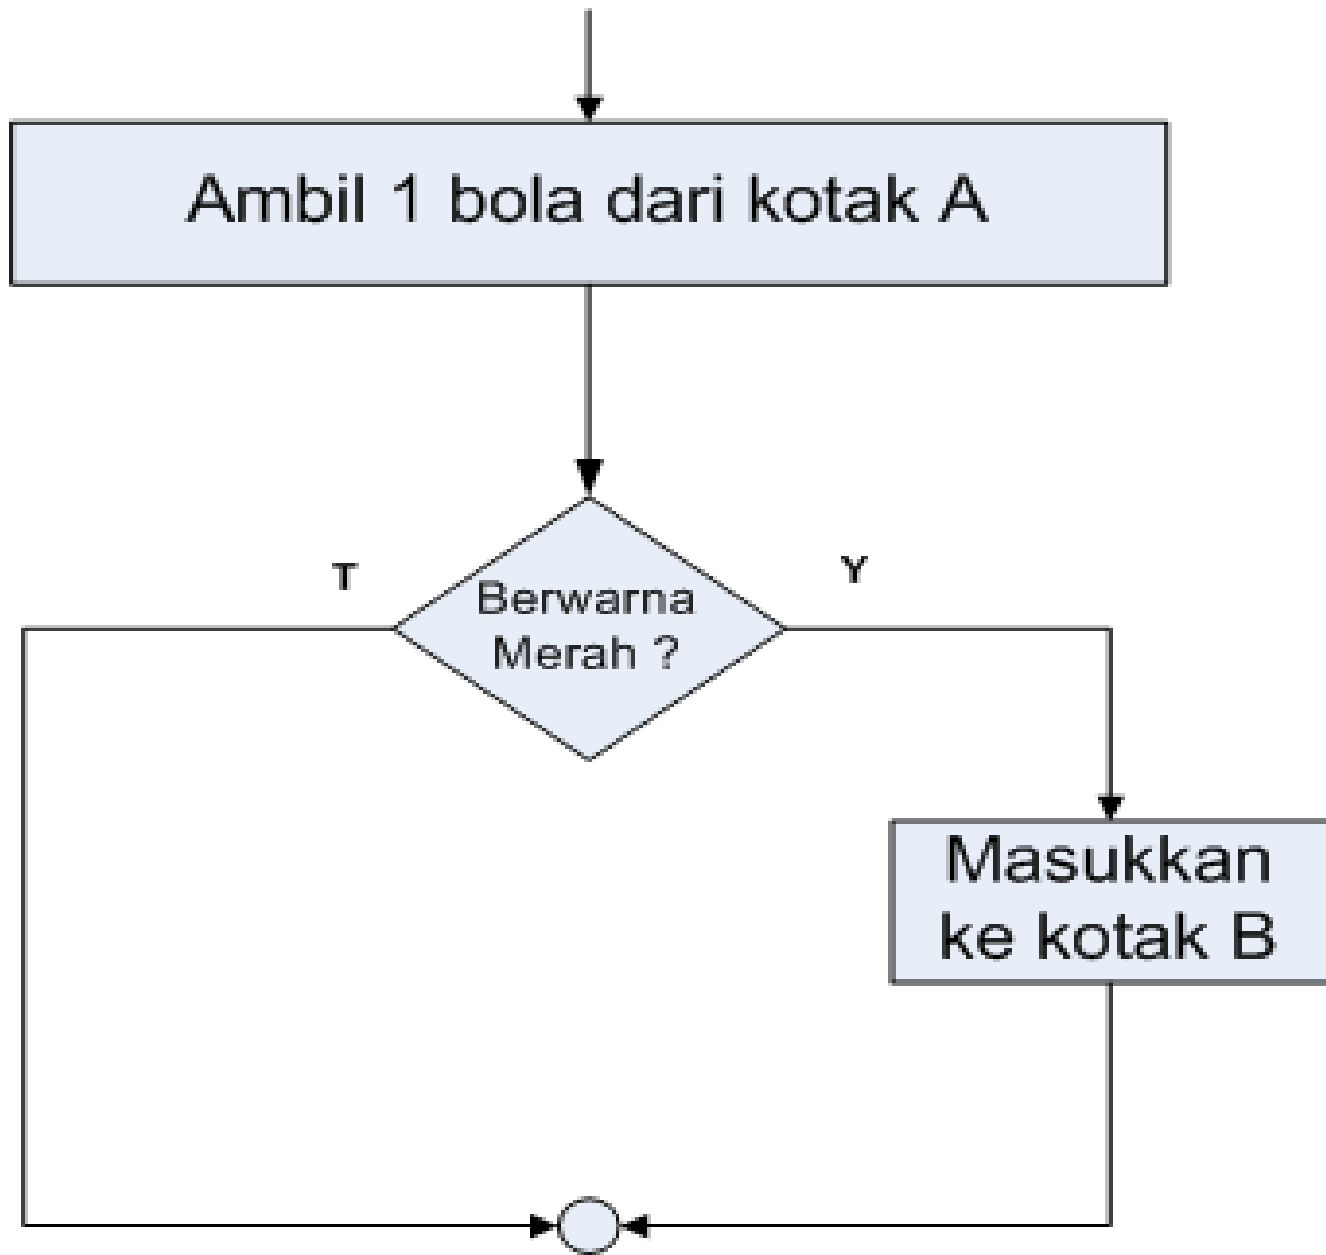 Ambil 1 bola dari kotak A
T
Y
Berwarna
Merah ?
Masukkan
ke kotak B